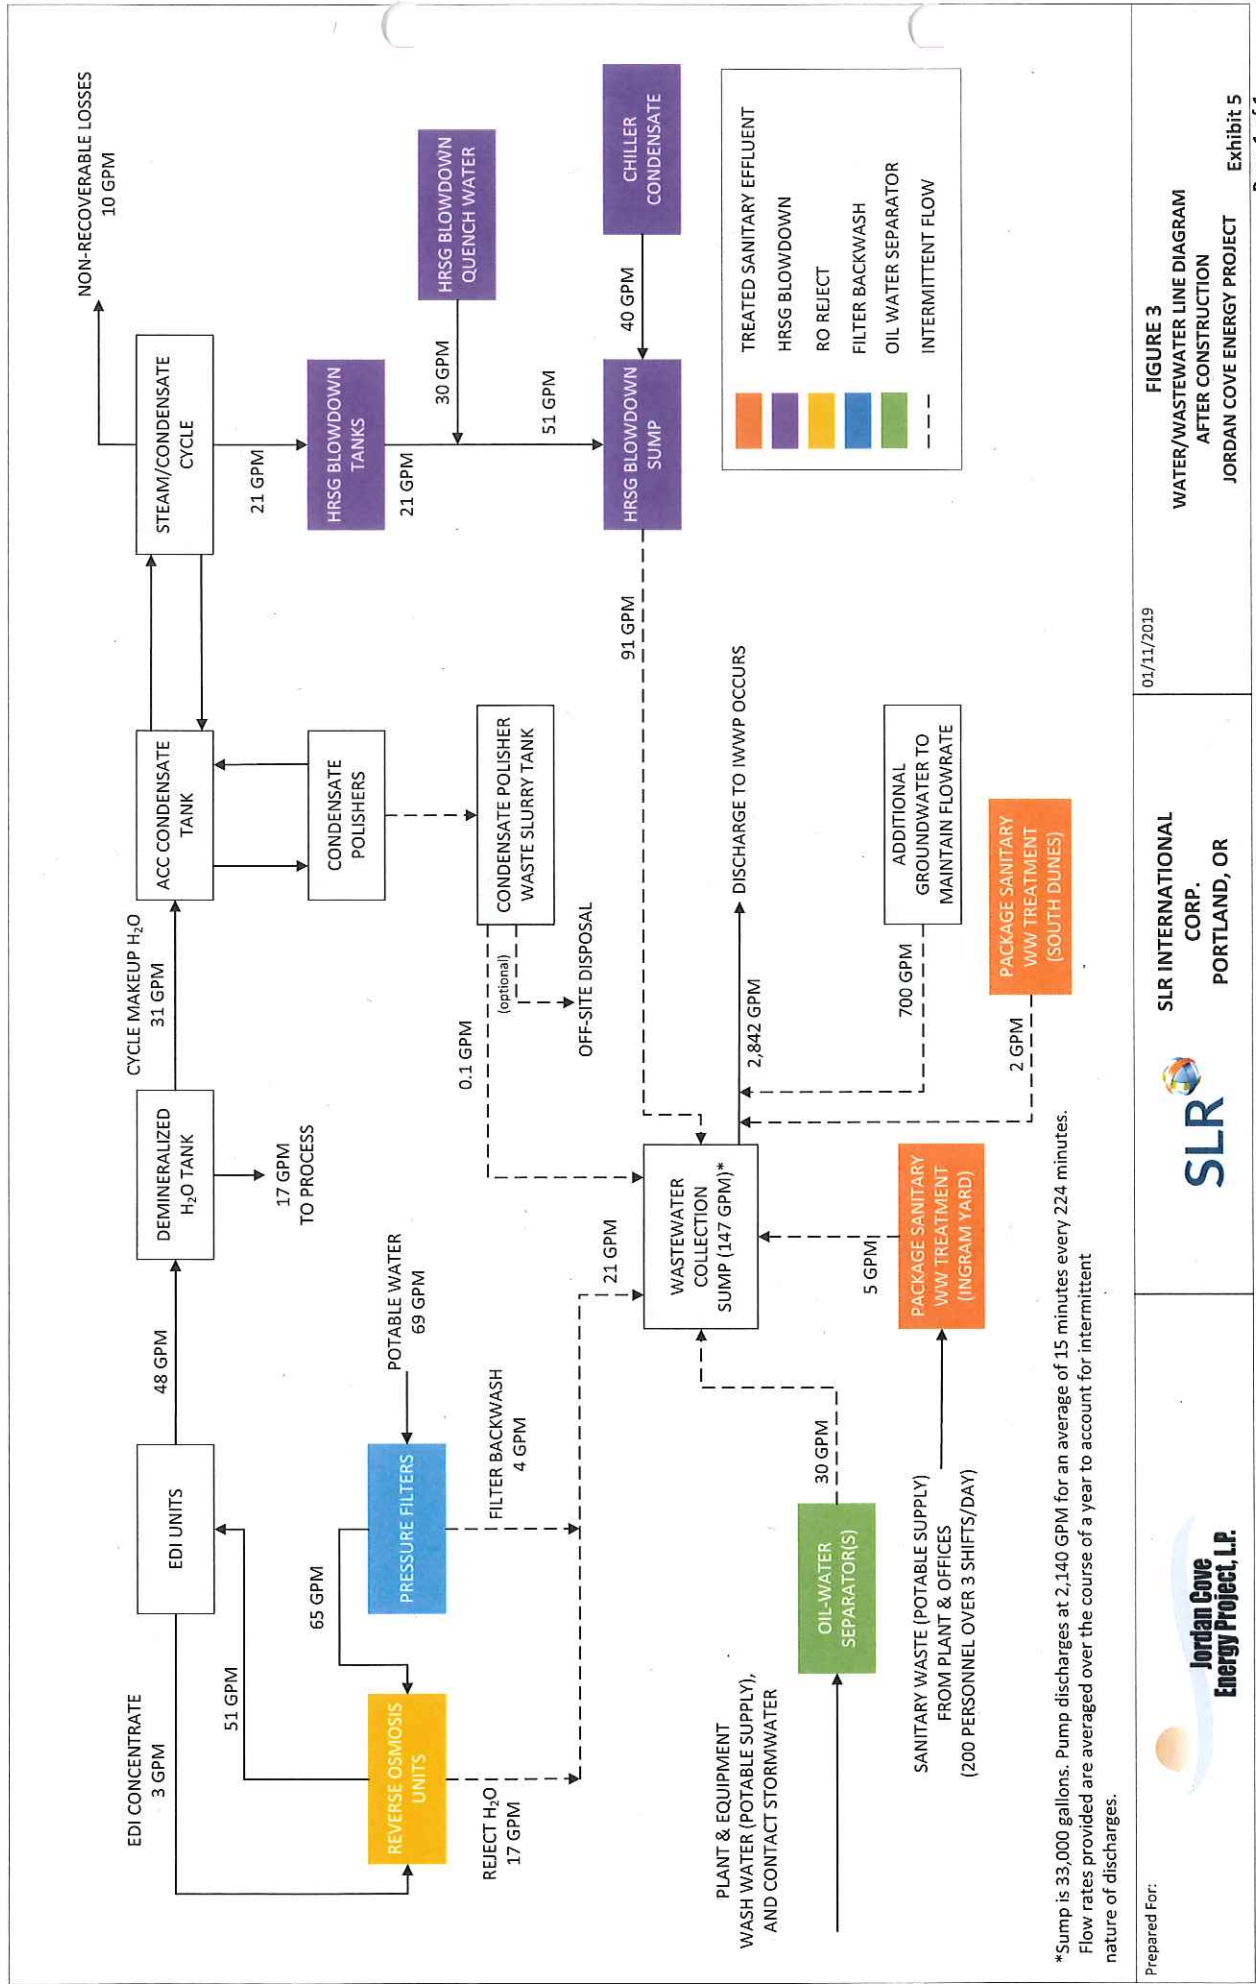 NON-RECOVERABLE LOSSES
10 GPM
EDI CONCENTRATE
3 GPM
EDI UNITS
48 GPM
DEMINERALIZED
H₂O TANK
CYCLE MAKEUP H₂O
31 GPM
ACC CONDENSATE
TANK
STEAM/CONDENSATE
CYCLE
51 GPM
17 GPM
TO PROCESS
21 GPM
65 GPM
POTABLE WATER
69 GPM
REVERSE OSMOSIS
UNITS
PRESSURE FILTERS
CONDENSATE
POLISHERS
HRSG BLOWDOWN
TANKS
21 GPM
HRSG BLOWDOWN
QUENCH WATER
30 GPM
REJECT H₂O
17 GPM
FILTER BACKWASH
4 GPM
0.1 GPM
CONDENSATE POLISHER
WASTE SLURRY TANK
(optional)
OFF-SITE DISPOSAL
51 GPM
21 GPM
91 GPM
HRSG BLOWDOWN
SUMP
40 GPM
CHILLER
CONDENSATE
WASTEWATER
COLLECTION
SUMP (147 GPM)*
2,842 GPM
DISCHARGE TO IWWP OCCURS
PLANT & EQUIPMENT
WASH WATER (POTABLE SUPPLY),
AND CONTACT STORMWATER
OIL-WATER
SEPARATOR(S)
30 GPM
5 GPM
700 GPM
ADDITIONAL
GROUNDWATER TO
MAINTAIN FLOWRATE
SANITARY WASTE (POTABLE SUPPLY)
FROM PLANT & OFFICES
(200 PERSONNEL OVER 3 SHIFTS/DAY)
PACKAGE SANITARY
WW TREATMENT
(INGRAM YARD)
2 GPM
PACKAGE SANITARY
WW TREATMENT
(SOUTH DUNES)
TREATED SANITARY EFFLUENT
HRSG BLOWDOWN
RO REJECT
FILTER BACKWASH
OIL WATER SEPARATOR
INTERMITTENT FLOW
*Sump is 33,000 gallons. Pump discharges at 2,140 GPM for an average of 15 minutes every 224 minutes.
Flow rates provided are averaged over the course of a year to account for intermittent
nature of discharges.
Prepared For:
Jordan Cove
Energy Project, L.P.
SLR
SLR INTERNATIONAL
CORP.
PORTLAND, OR
01/11/2019
FIGURE 3
WATER/WASTEWATER LINE DIAGRAM
AFTER CONSTRUCTION
JORDAN COVE ENERGY PROJECT
Exhibit 5